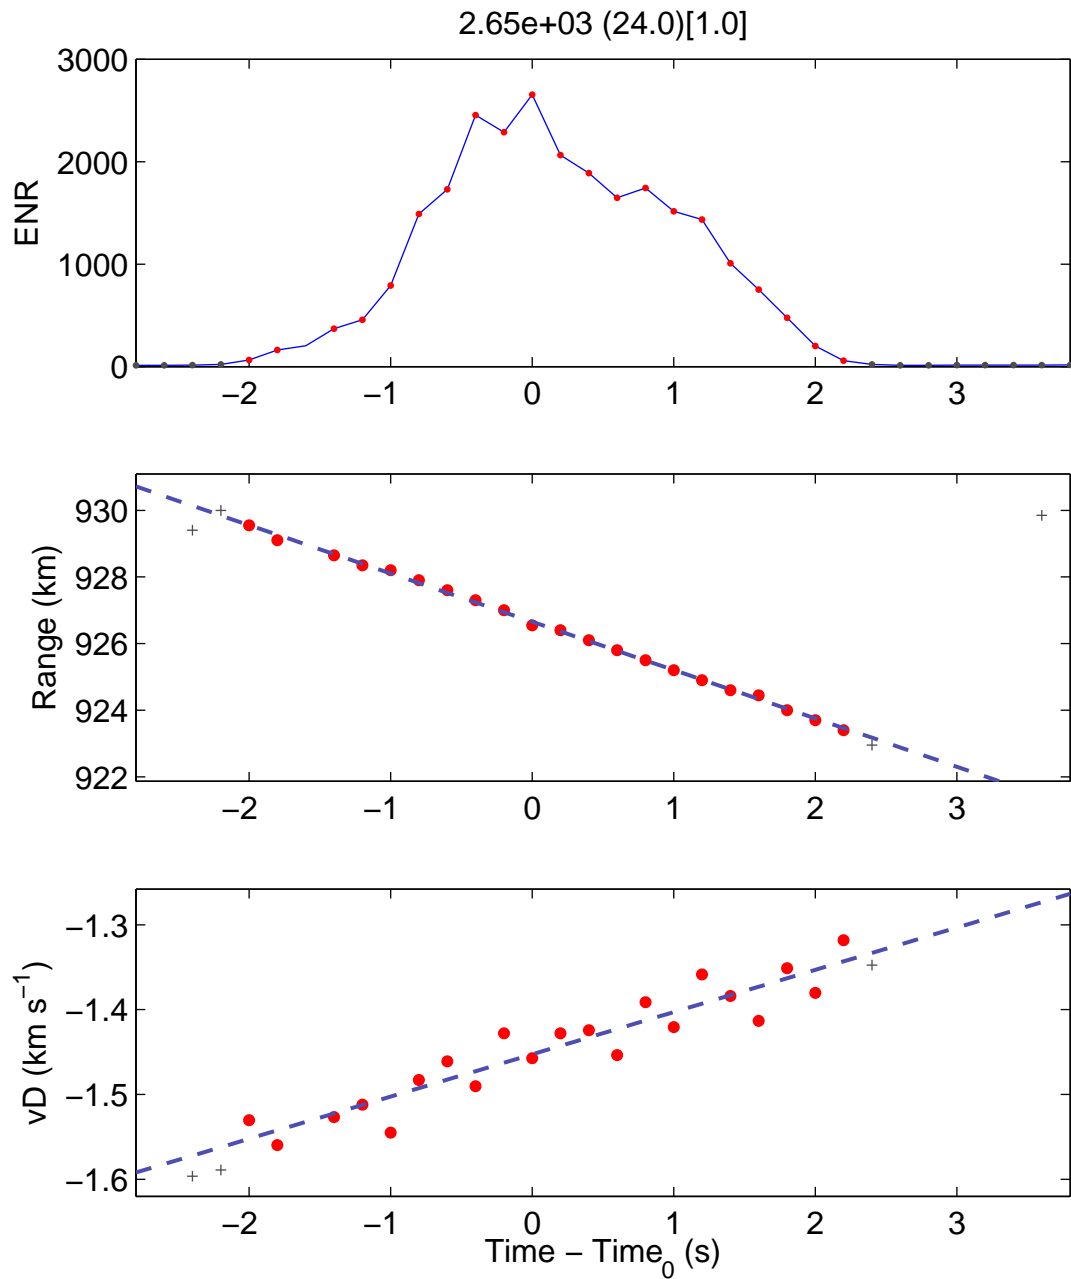 2.65e+03 (24.0)[1.0]
3000
2000
1000
0
ENR
−2 −1 0 1 2 3
930
928
926
924
922
Range (km)
−2 −1 0 1 2 3
−1.3
−1.4
−1.5
−1.6
vD (km s⁻¹)
−2 −1 0 1 2 3
Time − Time₀ (s)